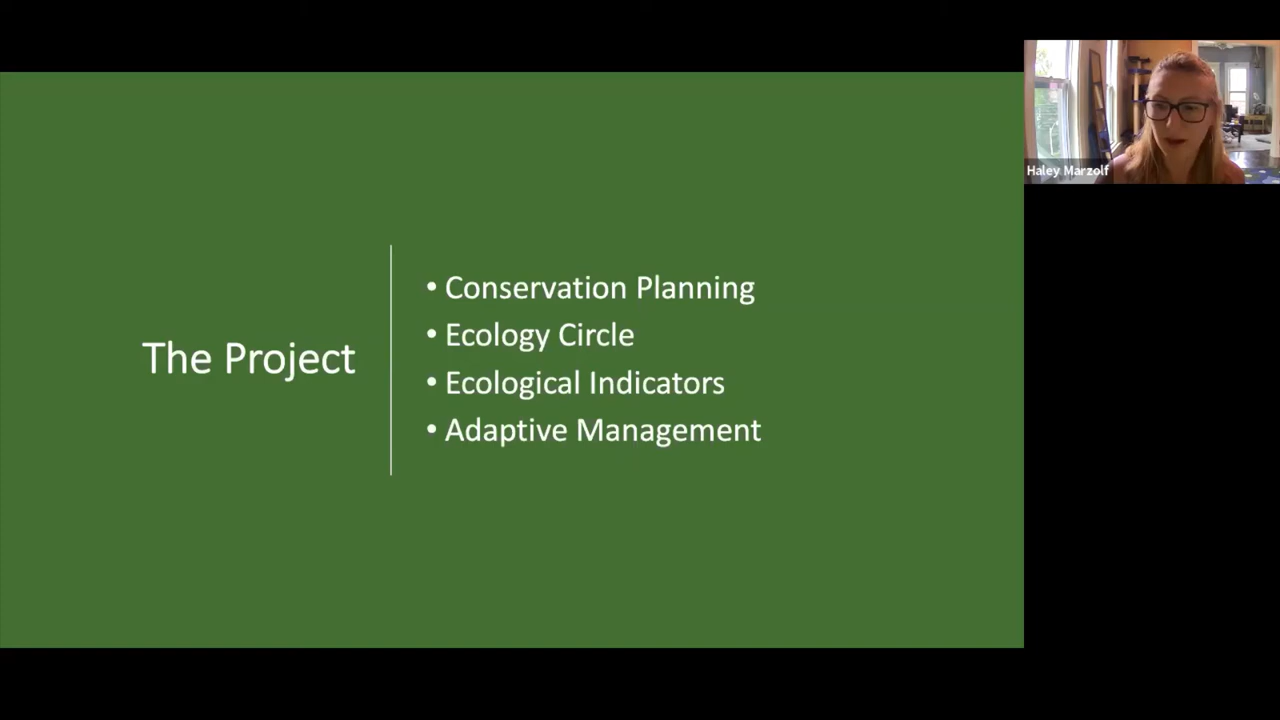 The Project
• Conservation Planning
• Ecology Circle
• Ecological Indicators
• Adaptive Management
Haley Marzolf